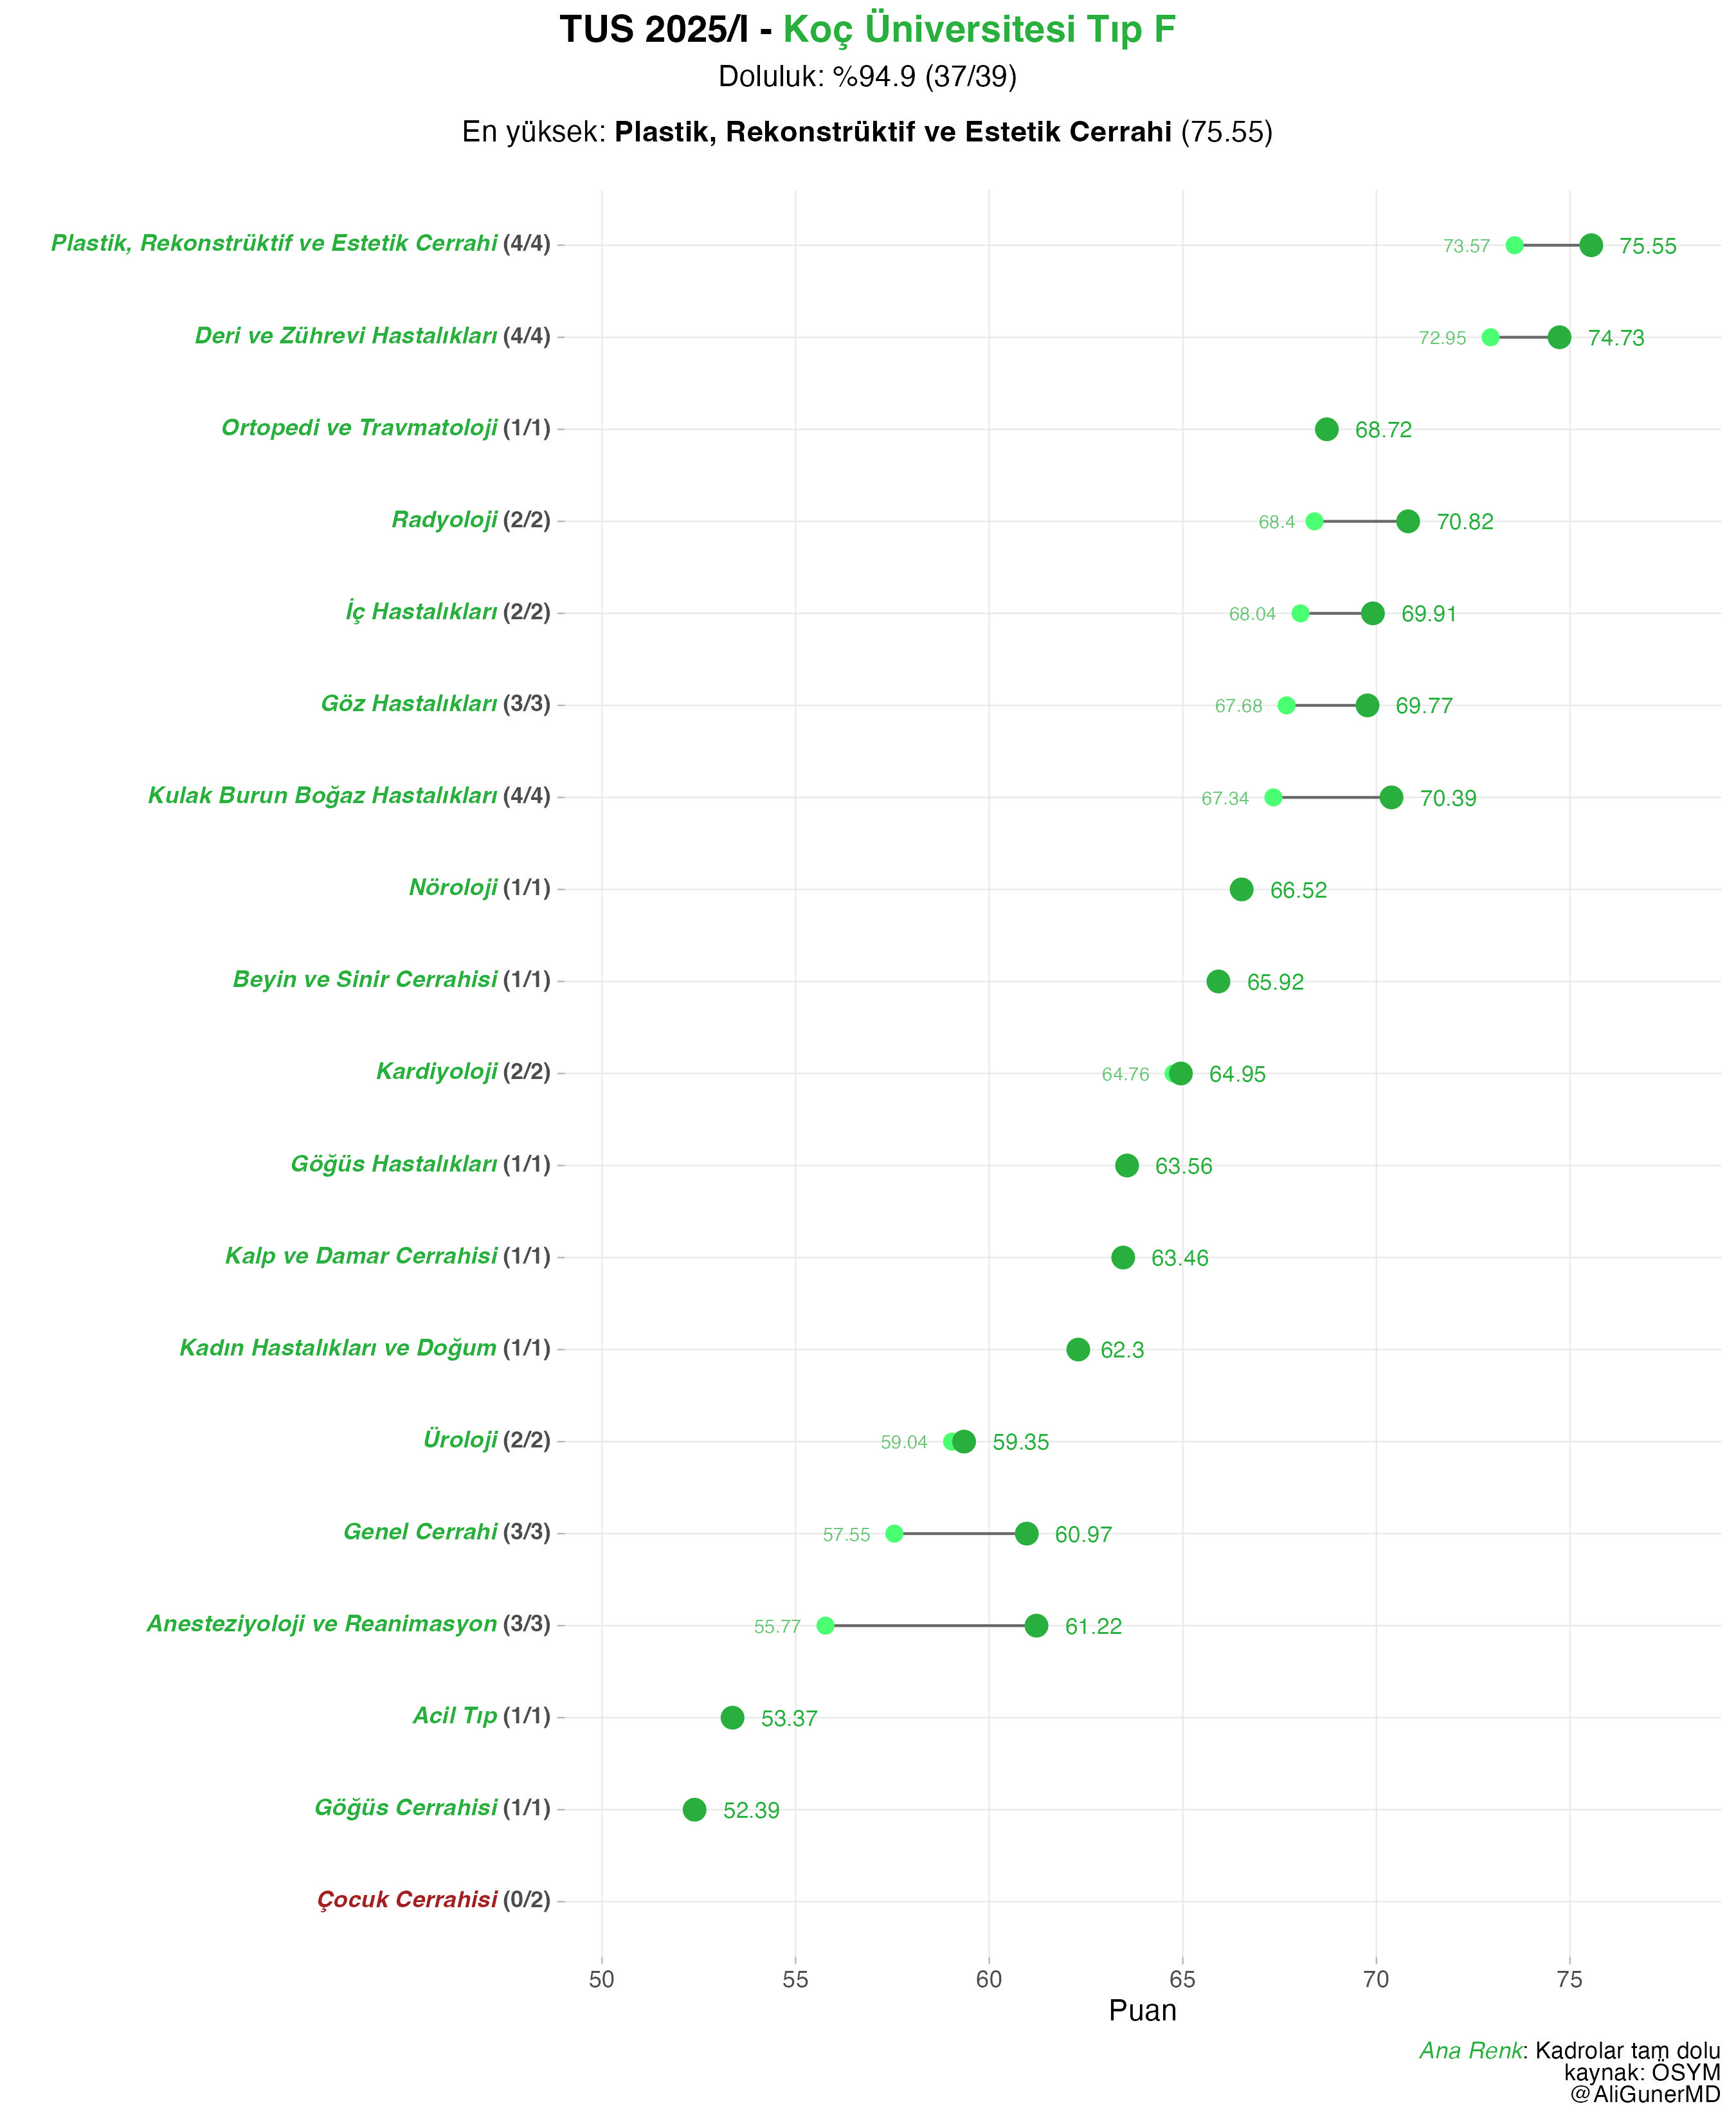 TUS 2025/I - Koç Üniversitesi Tıp F
Doluluk: %94.9 (37/39)
En yüksek: Plastik, Rekonstrüktif ve Estetik Cerrahi (75.55)
Plastik, Rekonstrüktif ve Estetik Cerrahi (4/4) 73.57 75.55
Deri ve Zührevi Hastalıkları (4/4) 72.95 74.73
Ortopedi ve Travmatoloji (1/1) 68.72
Radyoloji (2/2) 68.4 70.82
İç Hastalıkları (2/2) 68.04 69.91
Göz Hastalıkları (3/3) 67.68 69.77
Kulak Burun Boğaz Hastalıkları (4/4) 67.34 70.39
Nöroloji (1/1) 66.52
Beyin ve Sinir Cerrahisi (1/1) 65.92
Kardiyoloji (2/2) 64.76 64.95
Göğüs Hastalıkları (1/1) 63.56
Kalp ve Damar Cerrahisi (1/1) 63.46
Kadın Hastalıkları ve Doğum (1/1) 62.3
Üroloji (2/2) 59.04 59.35
Genel Cerrahi (3/3) 57.55 60.97
Anesteziyoloji ve Reanimasyon (3/3) 55.77 61.22
Acil Tıp (1/1) 53.37
Göğüs Cerrahisi (1/1) 52.39
Çocuk Cerrahisi (0/2)
50 55 60 65 70 75
Puan
Ana Renk: Kadrolar tam dolu
kaynak: ÖSYM
@AliGunerMD